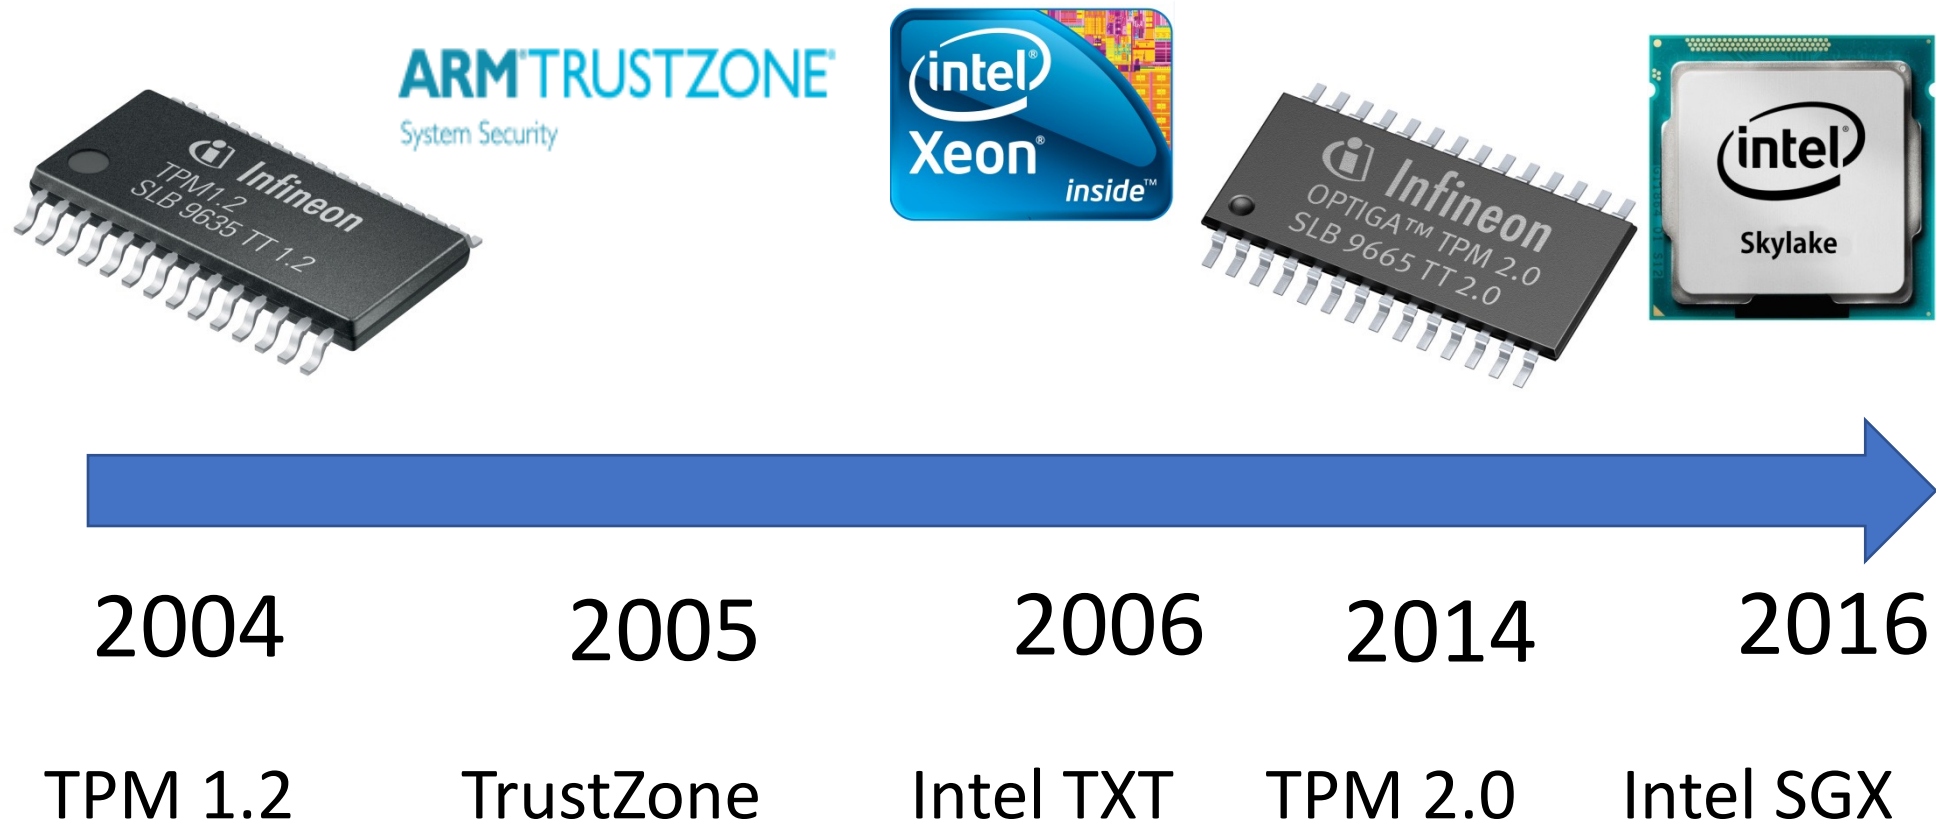 Infineon
TPM1.2
SLB 9635 TT 1.2
ARM®TRUSTZONE®
System Security
intel®
Xeon®
inside™
Infineon
OPTIGA™ TPM 2.0
SLB 9665 TT 2.0
intel®
Skylake
2004
2005
2006
2014
2016
TPM 1.2
TrustZone
Intel TXT
TPM 2.0
Intel SGX